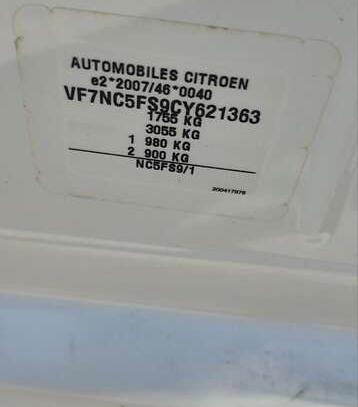 AUTOMOBILES CITROEN
e2*2007/46*0040
VF7NC5FS9CY621363
1755 KG
3055 KG
1 980 KG
2 900 KG
NC5FS9/1
200417976